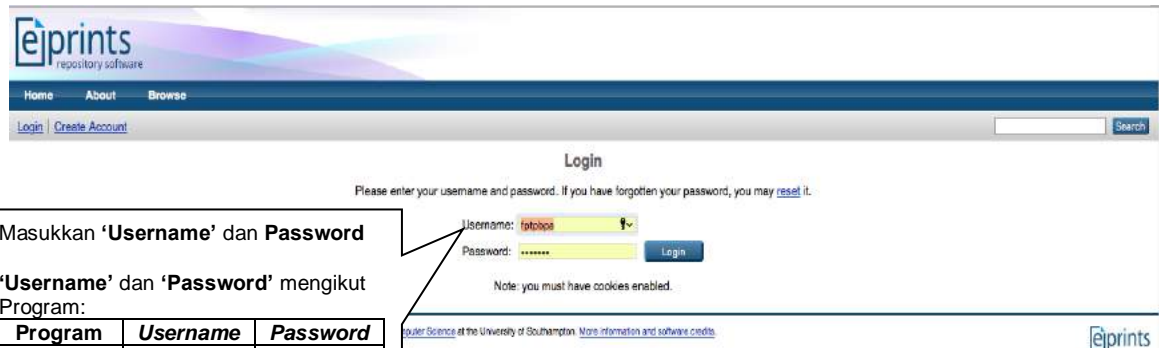 eprints
repository software
Home About Browse
Login | Create Account
Search
Login
Please enter your username and password. If you have forgotten your password, you may reset it.
Masukkan ‘Username’ dan Password
‘Username’ dan ‘Password’ mengikut
Program:
Program Username Password
Username: fptpbpa
Password: •••••••
Login
Note: you must have cookies enabled.
puter Science at the University of Southampton. More information and software credits.
eprints